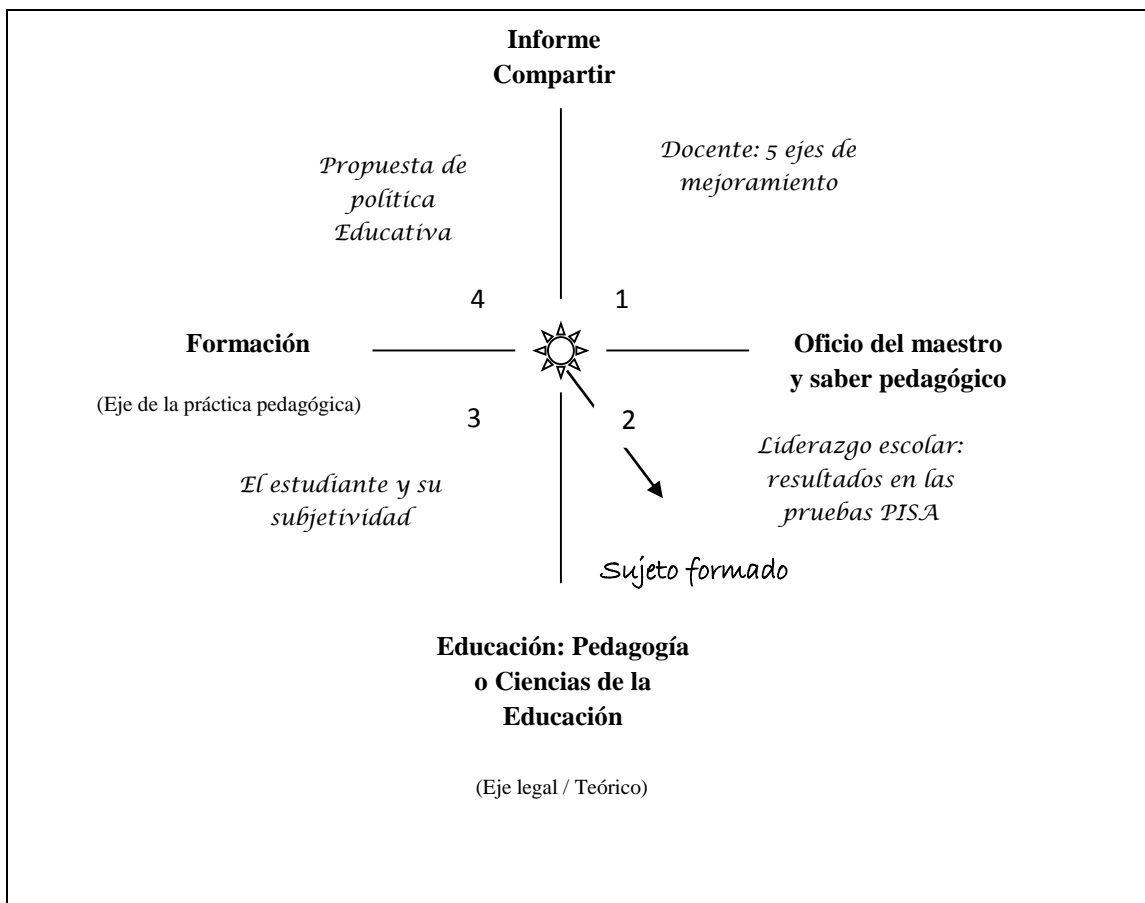 Informe
Compartir
Propuesta de
política
Educativa
Docente: 5 ejes de
mejoramiento
4
1
Formación
Oficio del maestro
y saber pedagógico
(Eje de la práctica pedagógica)
3
2
El estudiante y su
subjetividad
Liderazgo escolar:
resultados en las
pruebas PISA
Sujeto formado
Educación: Pedagogía
o Ciencias de la
Educación
(Eje legal / Teórico)